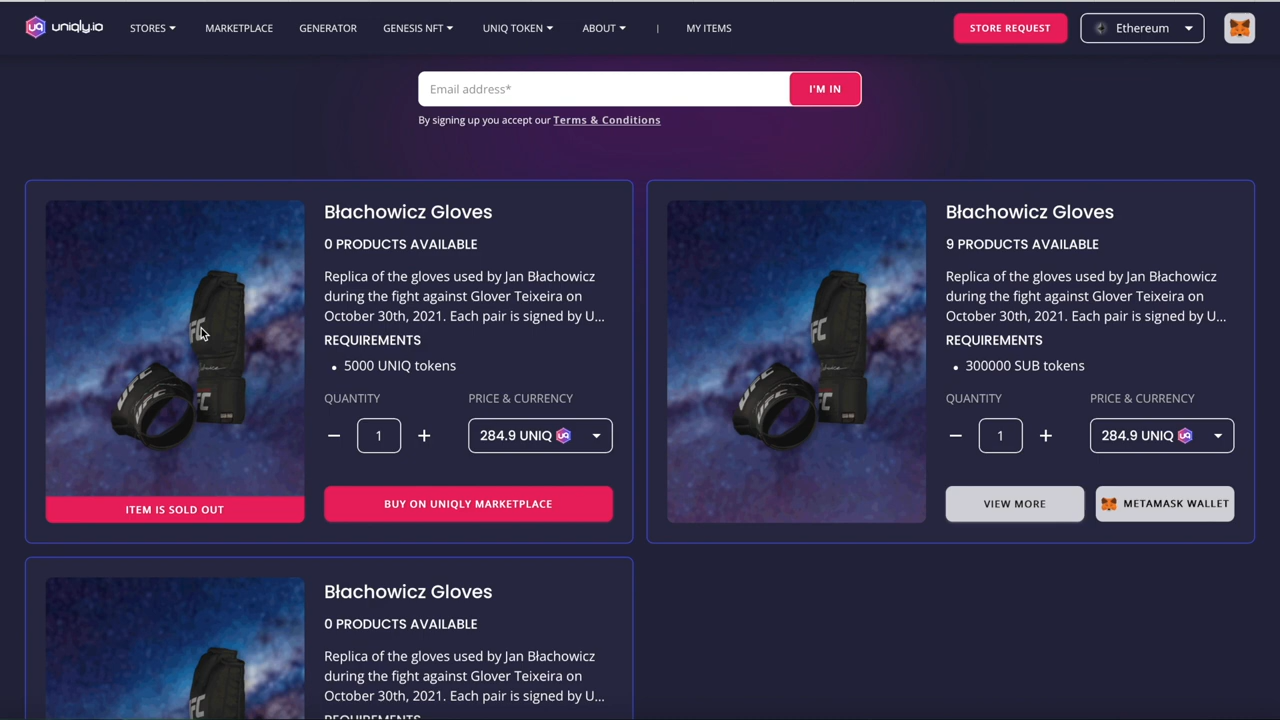 uniqly.io
STORES
MARKETPLACE
GENERATOR
GENESIS NFT
UNIQ TOKEN
ABOUT
|
MY ITEMS
STORE REQUEST
Ethereum
Email address*
I'M IN
By signing up you accept our Terms & Conditions
Błachowicz Gloves
0 PRODUCTS AVAILABLE
Replica of the gloves used by Jan Błachowicz
during the fight against Glover Teixeira on
October 30th, 2021. Each pair is signed by U...
REQUIREMENTS
• 5000 UNIQ tokens
QUANTITY
PRICE & CURRENCY
− 1 +
284.9 UNIQ
ITEM IS SOLD OUT
BUY ON UNIQLY MARKETPLACE
Błachowicz Gloves
9 PRODUCTS AVAILABLE
Replica of the gloves used by Jan Błachowicz
during the fight against Glover Teixeira on
October 30th, 2021. Each pair is signed by U...
REQUIREMENTS
• 300000 SUB tokens
QUANTITY
PRICE & CURRENCY
− 1 +
284.9 UNIQ
VIEW MORE
METAMASK WALLET
Błachowicz Gloves
0 PRODUCTS AVAILABLE
Replica of the gloves used by Jan Błachowicz
during the fight against Glover Teixeira on
October 30th, 2021. Each pair is signed by U...
REQUIREMENTS